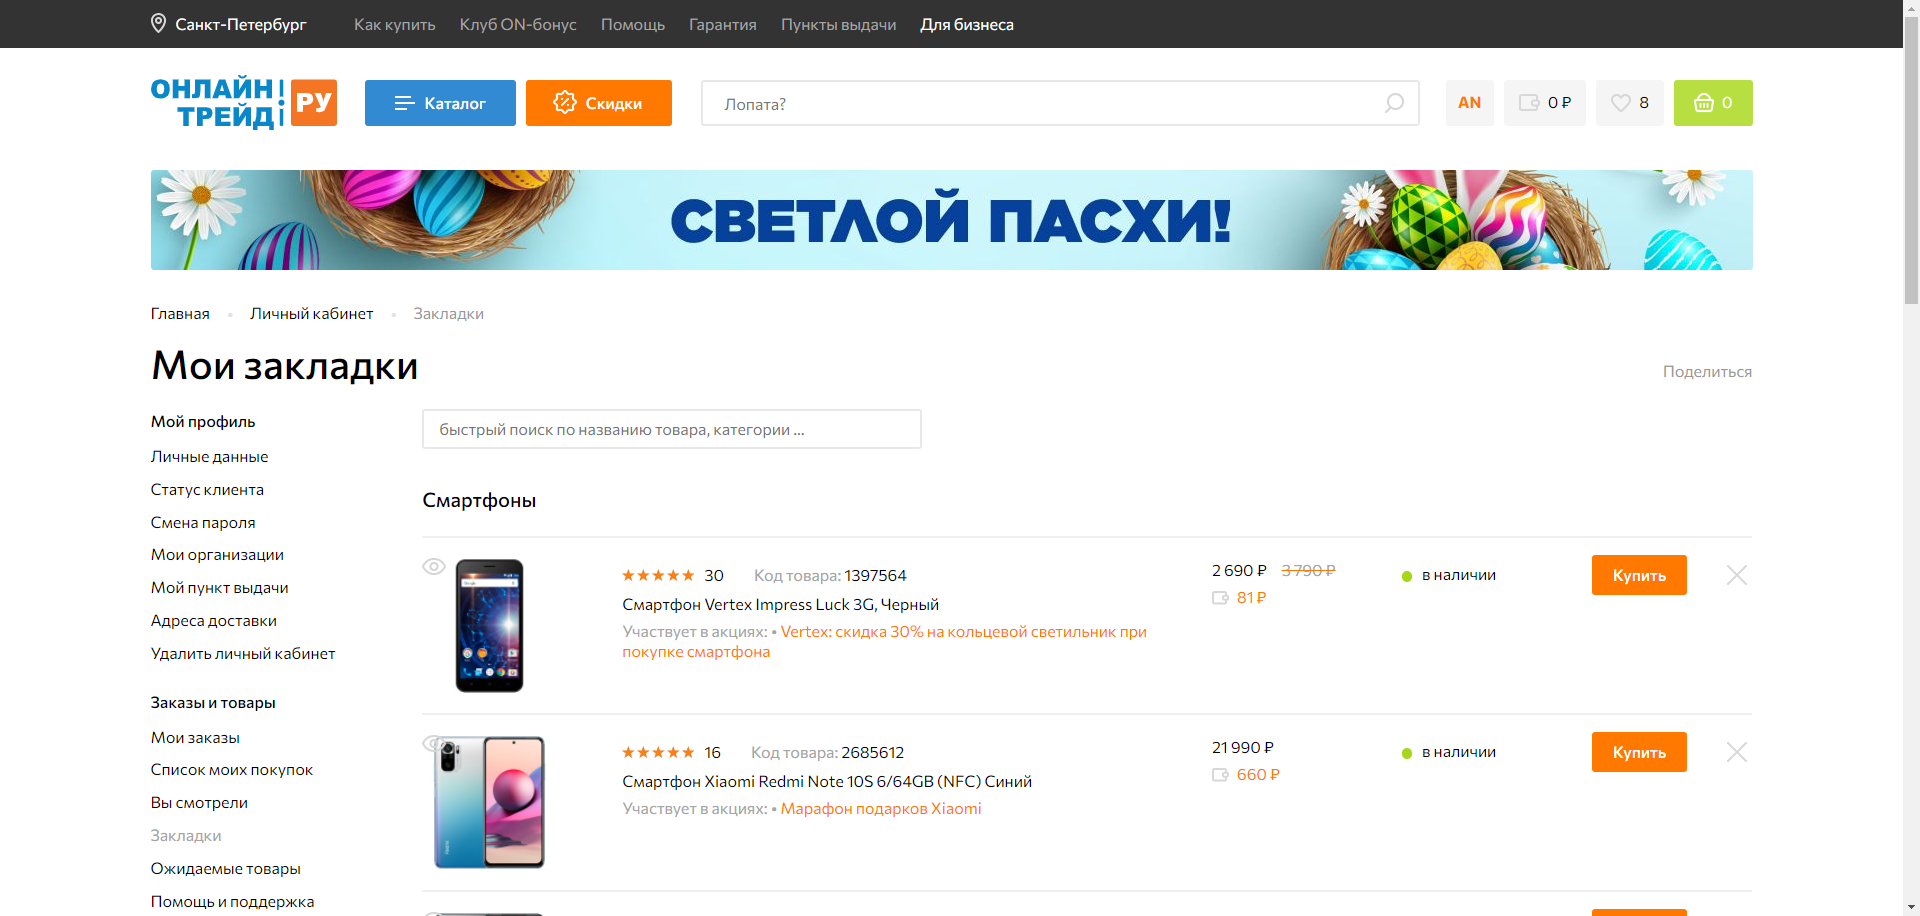 Санкт-Петербург
Как купить
Клуб ON-бонус
Помощь
Гарантия
Пункты выдачи
Для бизнеса
ОНЛАЙН
ТРЕЙД
РУ
Каталог
Скидки
Лопата?
AN
0 ₽
8
0
СВЕТЛОЙ ПАСХИ!
Главная
Личный кабинет
Закладки
Мои закладки
Поделиться
Мой профиль
Личные данные
Статус клиента
Смена пароля
Мои организации
Мой пункт выдачи
Адреса доставки
Удалить личный кабинет
Заказы и товары
Мои заказы
Список моих покупок
Вы смотрели
Закладки
Ожидаемые товары
Помощь и поддержка
быстрый поиск по названию товара, категории ...
Смартфоны
30 Код товара: 1397564
Смартфон Vertex Impress Luck 3G, Черный
Участвует в акциях: • Vertex: скидка 30% на кольцевой светильник при
покупке смартфона
2 690 ₽ 3 790 ₽
81 ₽
в наличии
Купить
16 Код товара: 2685612
Смартфон Xiaomi Redmi Note 10S 6/64GB (NFC) Синий
Участвует в акциях: • Марафон подарков Xiaomi
21 990 ₽
660 ₽
в наличии
Купить